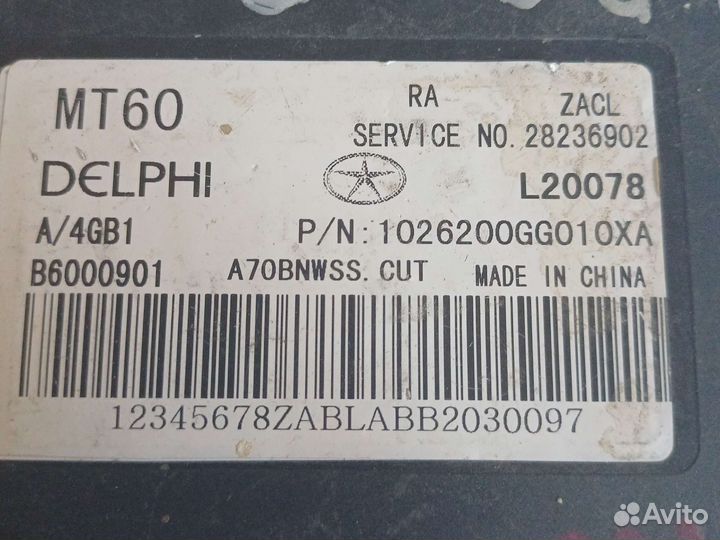 MT60
RA ZACL
SERVICE NO. 28236902
DELPHI L20078
A/4GB1 P/N: 1026200GG010XA
B6000901 A70BNWSS. CUT MADE IN CHINA
12345678ZABLABB2030097
Avito